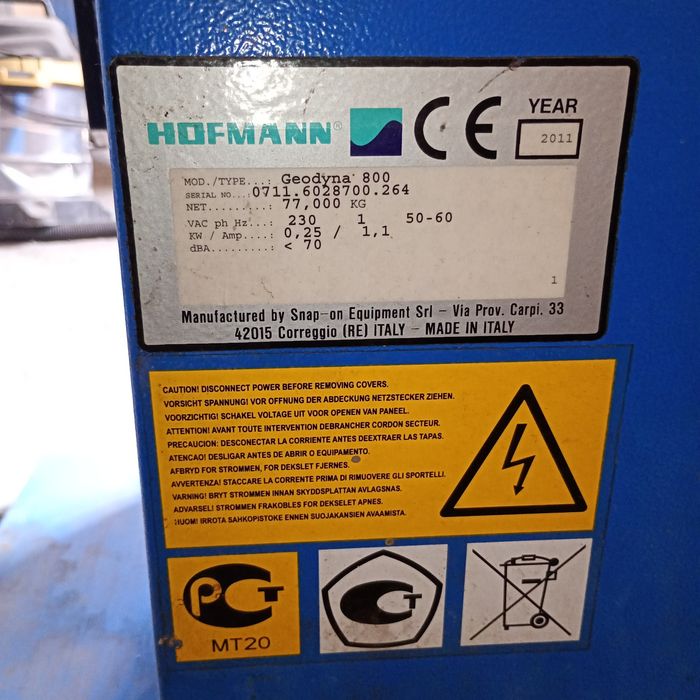 HOFMANN®
CE
YEAR
2011
MOD./TYPE...: Geodyna 800
SERIAL NO...: 0711.6028700.264
NET.........: 77,000 KG
VAC ph Hz...: 230 1 50-60
KW / Amp....: 0,25 / 1,1
dBA.........: < 70
1
Manufactured by Snap-on Equipment Srl - Via Prov. Carpi, 33
42015 Correggio (RE) ITALY - MADE IN ITALY
CAUTION! DISCONNECT POWER BEFORE REMOVING COVERS.
VORSICHT SPANNUNG! VOR OFFNUNG DER ABDECKUNG NETZSTECKER ZIEHEN.
VOORZICHTIG! SCHAKEL VOLTAGE UIT VOOR OPENEN VAN PANEEL.
ATTENTION! AVANT TOUTE INTERVENTION DEBRANCHER CORDON SECTEUR.
PRECAUCION: DESCONECTAR LA CORRIENTE ANTES DEEXTRAER LAS TAPAS.
ATENCAO! DESLIGAR ANTES DE ABRIR O EQUIPAMENTO.
AFBRYD FOR STROMMEN, FOR DEKSLET FJERNES.
AVVERTENZA! STACCARE LA CORRENTE PRIMA DI RIMUOVERE GLI SPORTELLI.
VARNING! BRYT STROMMEN INNAN SKYDDSPLATTAN AVLAGSNAS.
ADVARSEL! STROMMEN FRAKOBLES FOR DEKSELET APNES.
HUOMI IRROTA SAHKOPISTOKE ENNEN SUOJAKANSIEN AVAAMISTA.
РСТ
MT20
СТ